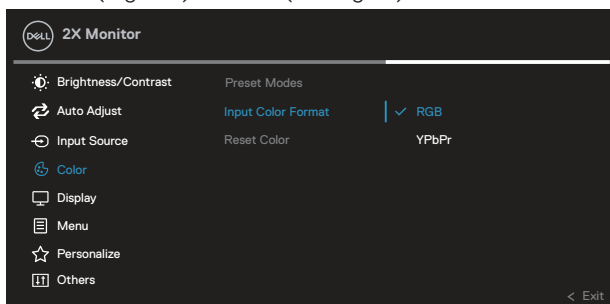 DELL 2X Monitor
Brightness/Contrast
Auto Adjust
Input Source
Color
Display
Menu
Personalize
Others
Preset Modes
Input Color Format
Reset Color
✓ RGB
YPbPr
< Exit